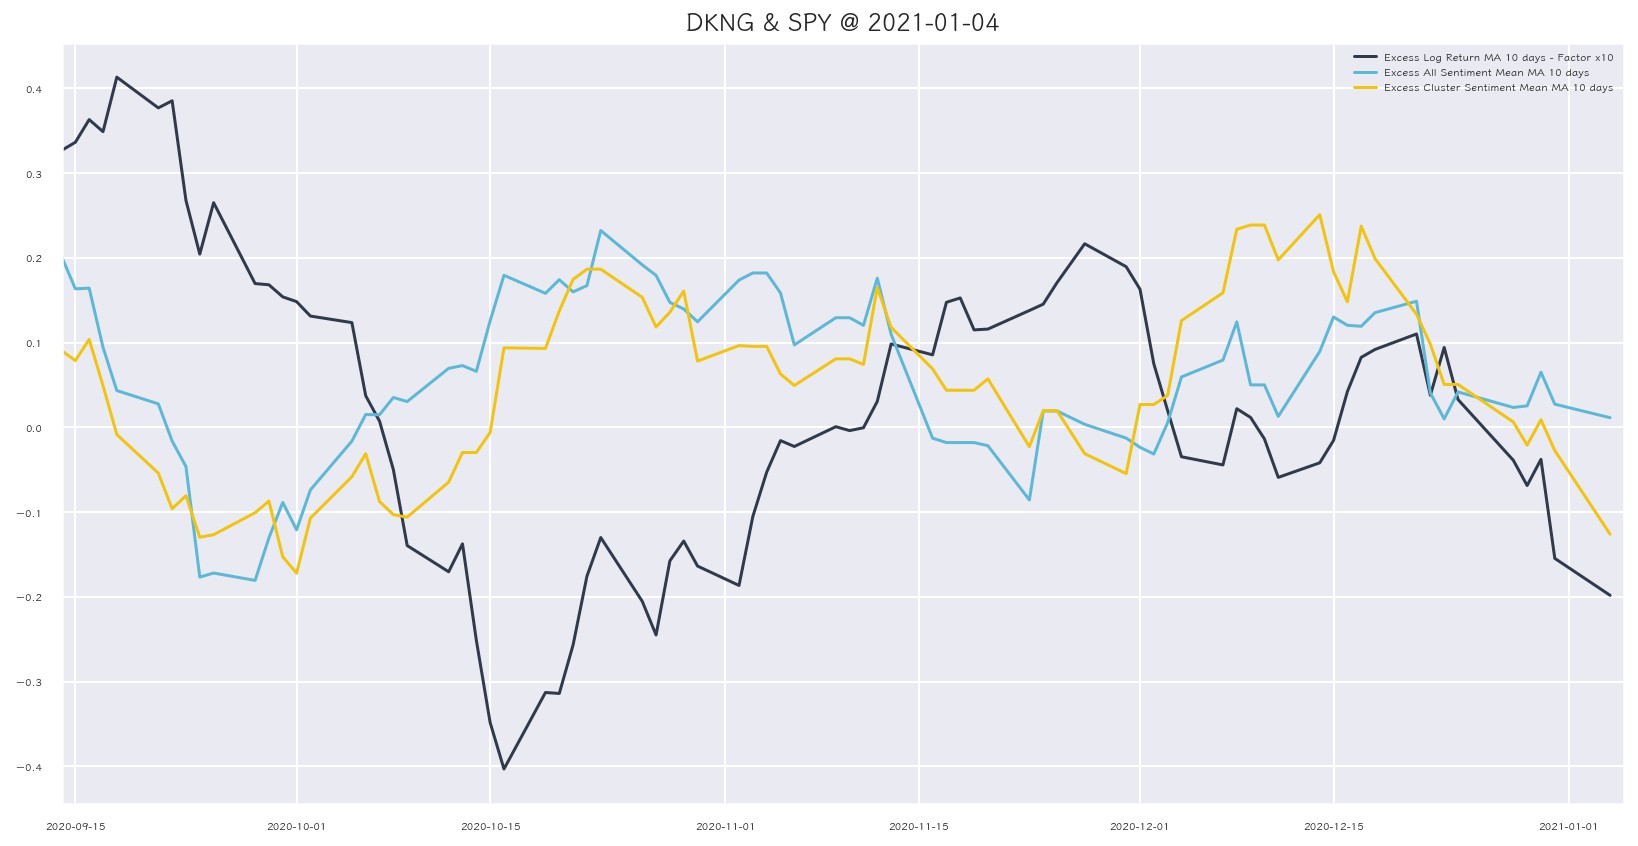 DKNG & SPY @ 2021-01-04
Excess Log Return MA 10 days - Factor x10
Excess All Sentiment Mean MA 10 days
Excess Cluster Sentiment Mean MA 10 days
0.4
0.3
0.2
0.1
0.0
−0.1
−0.2
−0.3
−0.4
2020-09-15 2020-10-01 2020-10-15 2020-11-01 2020-11-15 2020-12-01 2020-12-15 2021-01-01